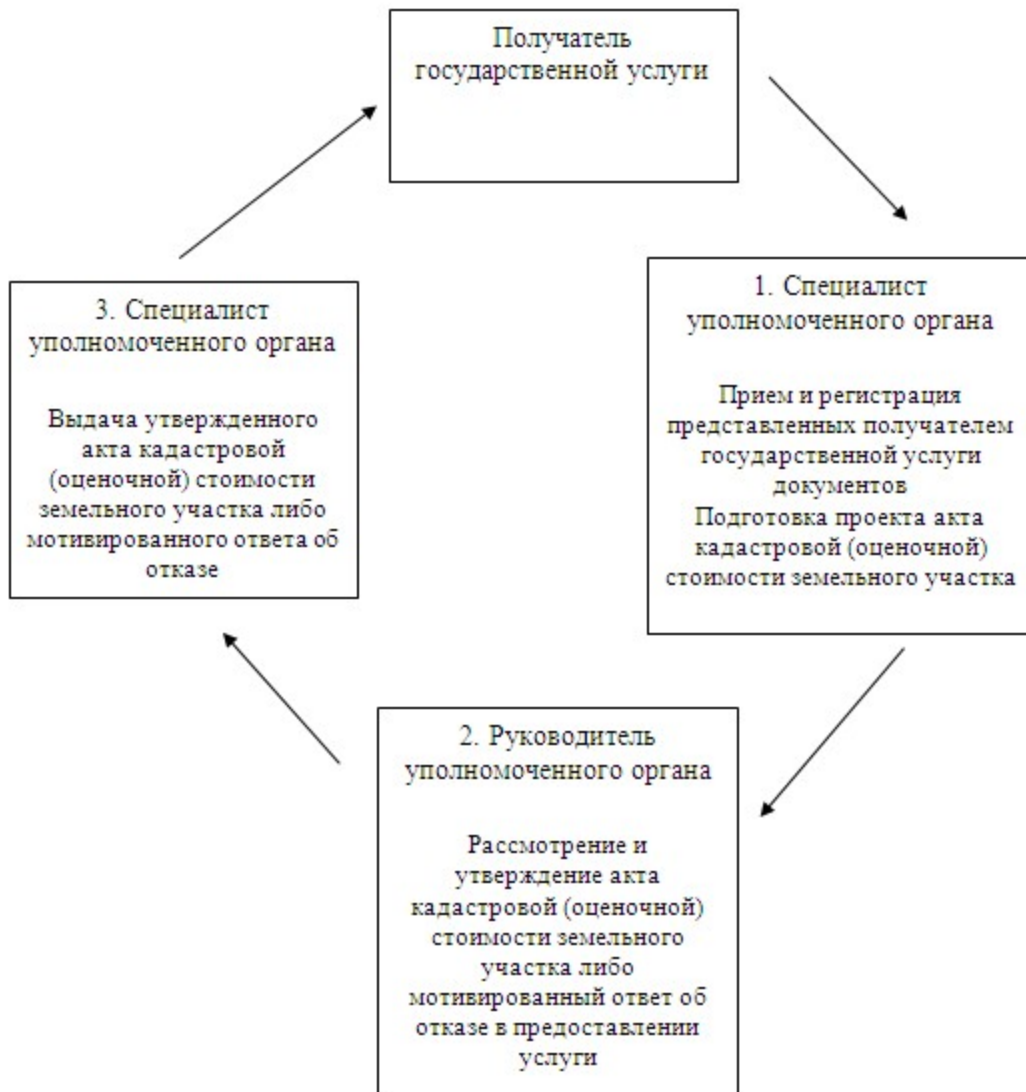 Получатель
государственной услуги
1. Специалист
уполномоченного органа
Прием и регистрация
представленных получателем
государственной услуги
документов
Подготовка проекта акта
кадастровой (оценочной)
стоимости земельного участка
2. Руководитель
уполномоченного органа
Рассмотрение и
утверждение акта
кадастровой (оценочной)
стоимости земельного
участка либо
мотивированный ответ об
отказе в предоставлении
услуги
3. Специалист
уполномоченного органа
Выдача утвержденного
акта кадастровой
(оценочной) стоимости
земельного участка либо
мотивированного ответа об
отказе